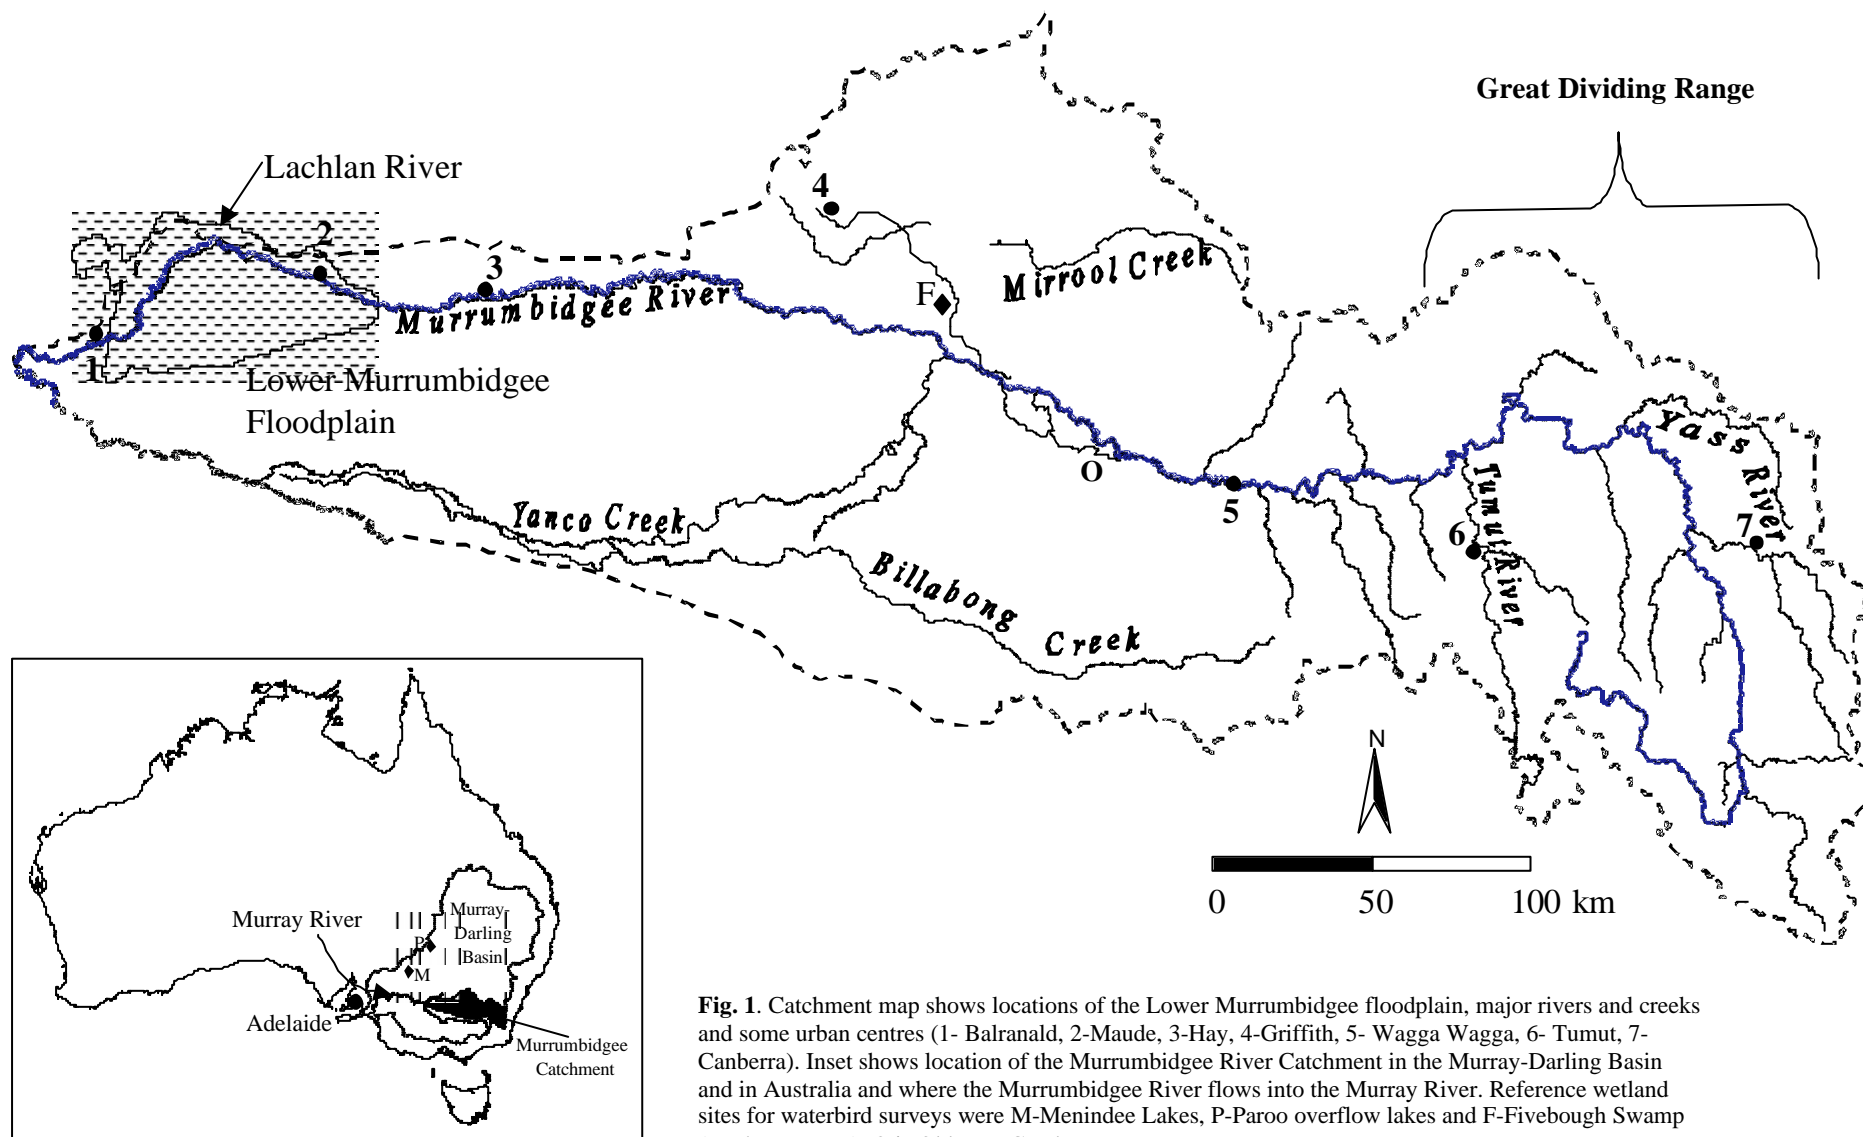 Great Dividing Range
Lachlan River
4
2
3
Mirrool Creek
F
Murrumbidgee River
1
Lower Murrumbidgee
Floodplain
Yass River
O
Tumut River
5
7
6
Yanco Creek
Billabong Creek
N
0 50 100 km
Murray River
Murray-
Darling
Basin
P
M
Adelaide
Murrumbidgee
Catchment
Fig. 1. Catchment map shows locations of the Lower Murrumbidgee floodplain, major rivers and creeks
and some urban centres (1- Balranald, 2-Maude, 3-Hay, 4-Griffith, 5- Wagga Wagga, 6- Tumut, 7-
Canberra). Inset shows location of the Murrumbidgee River Catchment in the Murray-Darling Basin
and in Australia and where the Murrumbidgee River flows into the Murray River. Reference wetland
sites for waterbird surveys were M-Menindee Lakes, P-Paroo overflow lakes and F-Fivebough Swamp